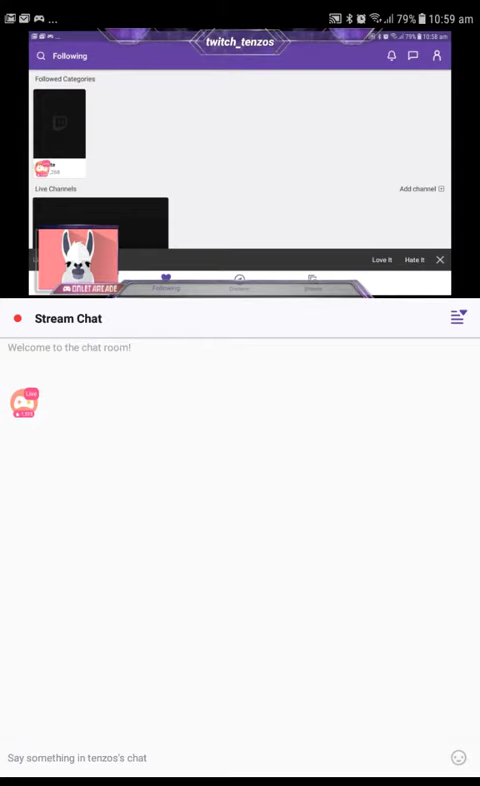 ... 79% 10:59 am
twitch_tenzos
79% 10:58 am
Following
Followed Categories
Live Channels Add channel
Love It Hate It
OMLET ARCADE
Following
Stream Chat
Welcome to the chat room!
Live
Say something in tenzos's chat